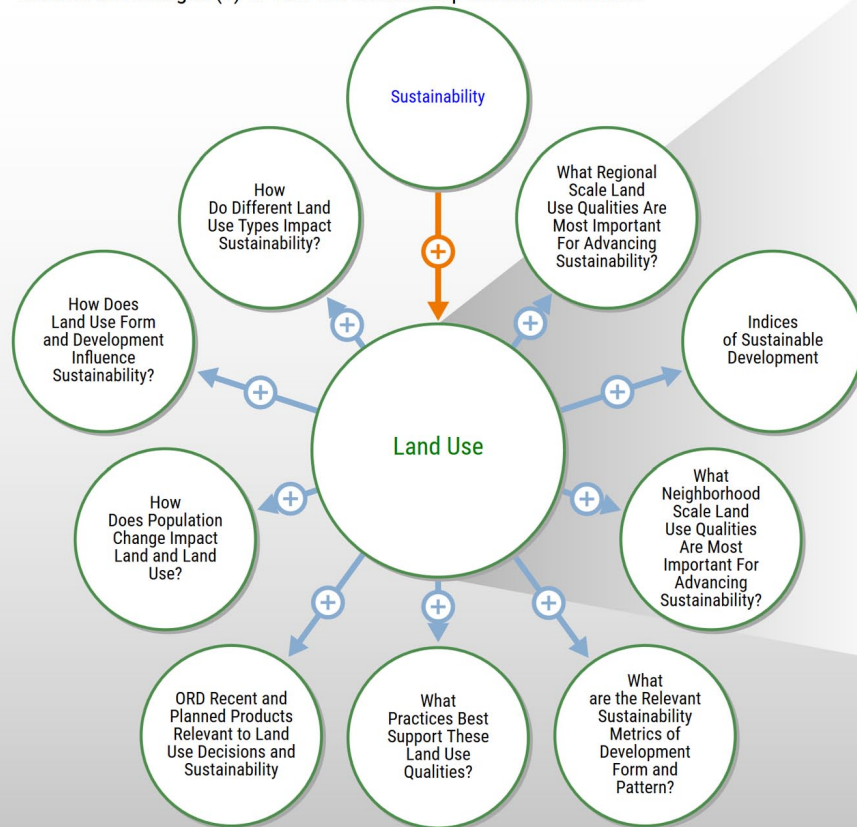 Sustainability
How
Do Different Land
Use Types Impact
Sustainability?
What Regional
Scale Land
Use Qualities Are
Most Important
For Advancing
Sustainability?
How Does
Land Use Form
and Development
Influence
Sustainability?
Indices
of Sustainable
Development
Land Use
How
Does Population
Change Impact
Land and Land
Use?
What
Neighborhood
Scale Land
Use Qualities
Are Most
Important For
Advancing
Sustainability?
ORD Recent and
Planned Products
Relevant to Land
Use Decisions and
Sustainability
What
Practices Best
Support These
Land Use
Qualities?
What
are the Relevant
Sustainability
Metrics of
Development
Form and
Pattern?